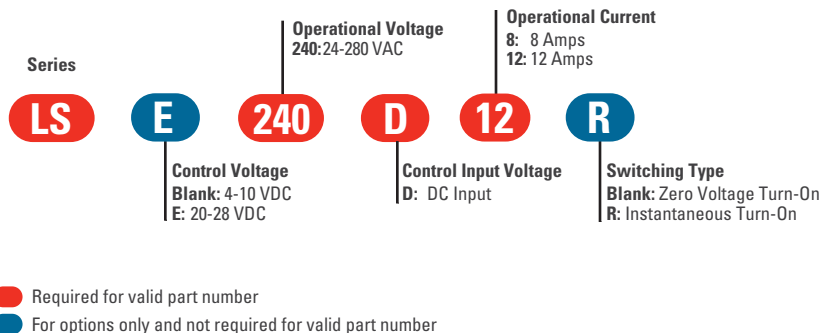 Operational Voltage
240:24-280 VAC
Operational Current
8: 8 Amps
12: 12 Amps
Series
LS E 240 D 12 R
Control Voltage
Blank: 4-10 VDC
E: 20-28 VDC
Control Input Voltage
D: DC Input
Switching Type
Blank: Zero Voltage Turn-On
R: Instantaneous Turn-On
Required for valid part number
For options only and not required for valid part number